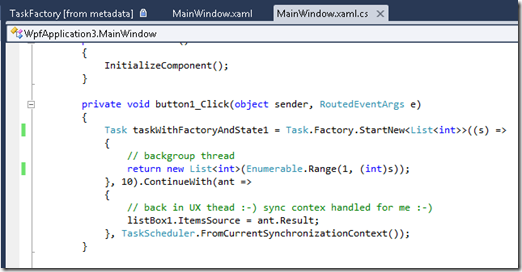 TaskFactory [from metadata] MainWindow.xaml MainWindow.xaml.cs ✕
WpfApplication3.MainWindow
{
InitializeComponent();
}
private void button1_Click(object sender, RoutedEventArgs e)
{
Task taskWithFactoryAndState1 = Task.Factory.StartNew<List<int>>((s) =>
{
// backgroup thread
return new List<int>(Enumerable.Range(1, (int)s));
}, 10).ContinueWith(ant =>
{
// back in UX thead :-) sync contex handled for me :-)
listBox1.ItemsSource = ant.Result;
}, TaskScheduler.FromCurrentSynchronizationContext());
}